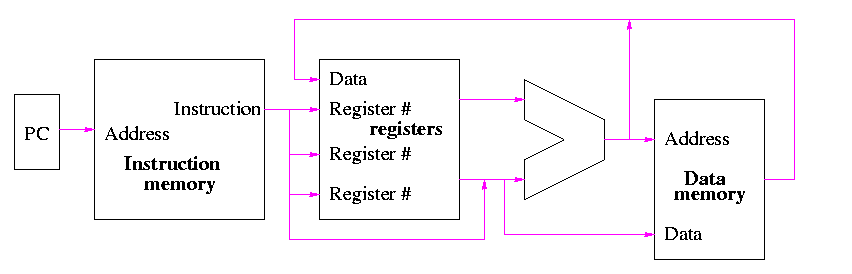 PC
Instruction
Address
Instruction
memory
Data
Register #
registers
Register #
Register #
Address
Data
memory
Data